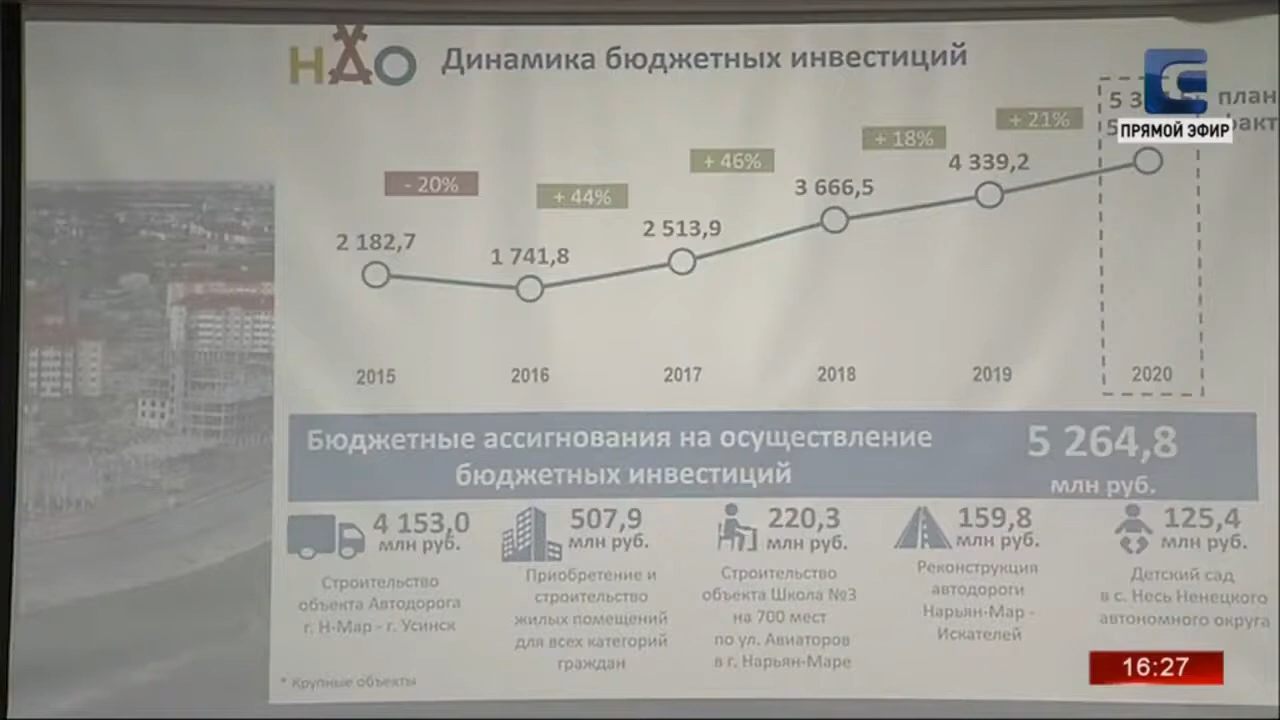 НАО Динамика бюджетных инвестиций
план
ПРЯМОЙ ЭФИР
- 20%
+ 44%
+ 46%
+ 18%
+ 21%
2 182,7
1 741,8
2 513,9
3 666,5
4 339,2
2015
2016
2017
2018
2019
2020
Бюджетные ассигнования на осуществление
бюджетных инвестиций
5 264,8
млн руб.
4 153,0
млн руб.
Строительство
объекта Автодорога
г. Н-Мар - г. Усинск
507,9
млн руб.
Приобретение и
строительство
жилых помещений
для всех категорий
граждан
220,3
млн руб.
Строительство
объекта Школа №3
на 700 мест
по ул. Авиаторов
в г. Нарьян-Маре
159,8
млн руб.
Реконструкция
автодороги
Нарьян-Мар -
Искателей
125,4
млн руб.
Детский сад
в с. Несь Ненецкого
автономного округа
* Крупные объекты
16:27